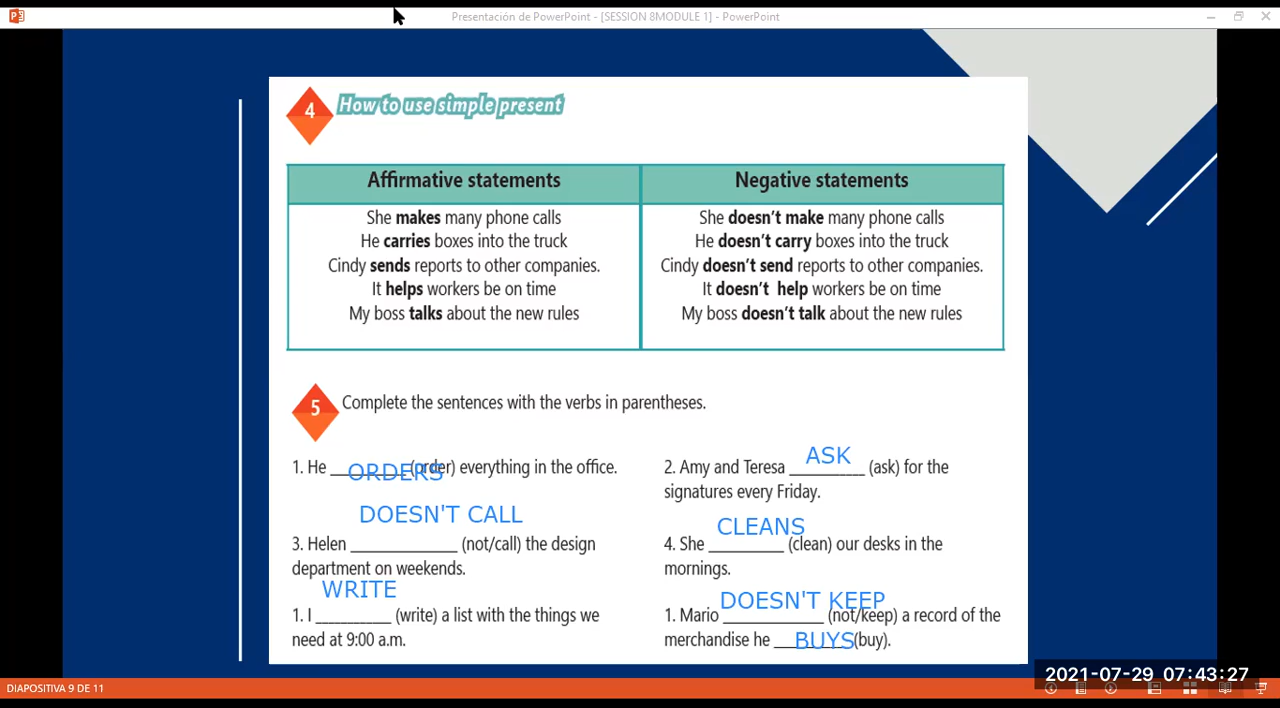 Presentación de PowerPoint - [SESSION 8MODULE 1] - PowerPoint
4 How to use simple present
Affirmative statements
She makes many phone calls
He carries boxes into the truck
Cindy sends reports to other companies.
It helps workers be on time
My boss talks about the new rules
Negative statements
She doesn't make many phone calls
He doesn't carry boxes into the truck
Cindy doesn't send reports to other companies.
It doesn't help workers be on time
My boss doesn't talk about the new rules
5 Complete the sentences with the verbs in parentheses.
1. He __________ (order) everything in the office.
ORDERS
ASK
2. Amy and Teresa __________ (ask) for the
signatures every Friday.
DOESN'T CALL
3. Helen ______________ (not/call) the design
department on weekends.
CLEANS
4. She __________ (clean) our desks in the
mornings.
WRITE
1. I __________ (write) a list with the things we
need at 9:00 a.m.
DOESN'T KEEP
1. Mario _____________ (not/keep) a record of the
merchandise he __________ (buy).
BUYS
2021-07-29 07:43:27
DIAPOSITIVA 9 DE 11